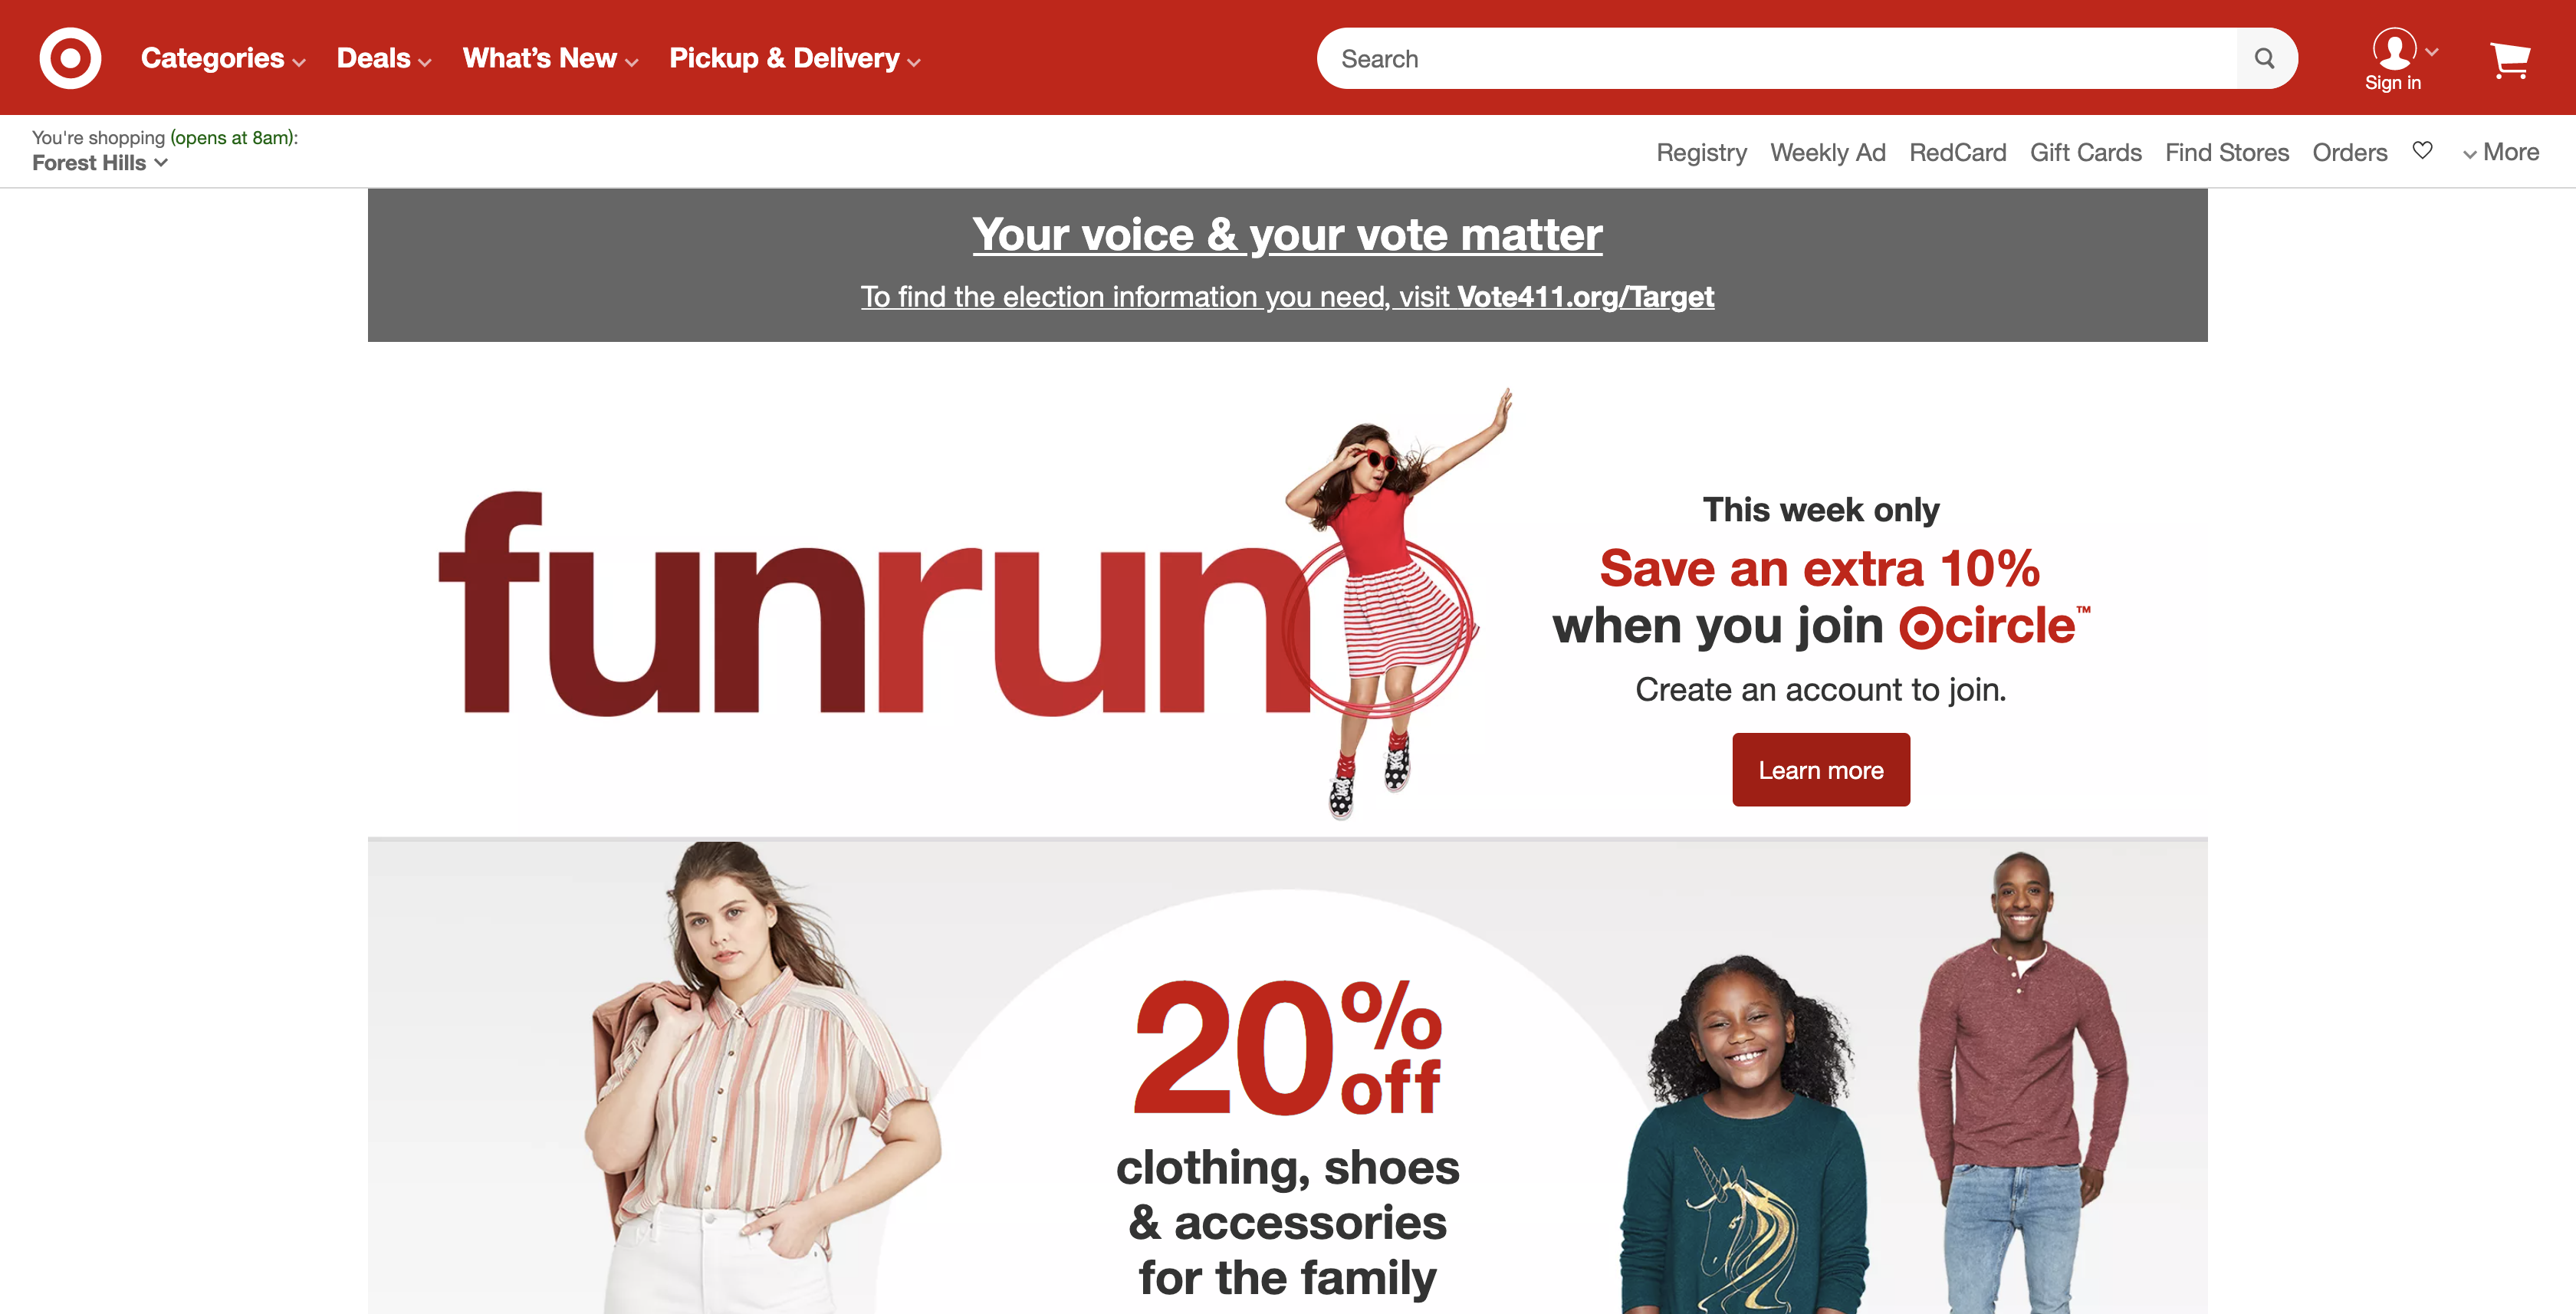 Categories
Deals
What's New
Pickup & Delivery
Search
Sign in
You're shopping (opens at 8am):
Forest Hills
Registry
Weekly Ad
RedCard
Gift Cards
Find Stores
Orders
More
Your voice & your vote matter
To find the election information you need, visit Vote411.org/Target
funrun
This week only
Save an extra 10%
when you join circle™
Create an account to join.
Learn more
20% off
clothing, shoes
& accessories
for the family